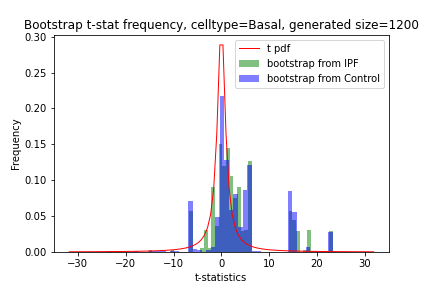 Bootstrap t-stat frequency, celltype=Basal, generated size=1200
t pdf
bootstrap from IPF
bootstrap from Control
Frequency
0.30
0.25
0.20
0.15
0.10
0.05
0.00
−30 −20 −10 0 10 20 30
t-statistics